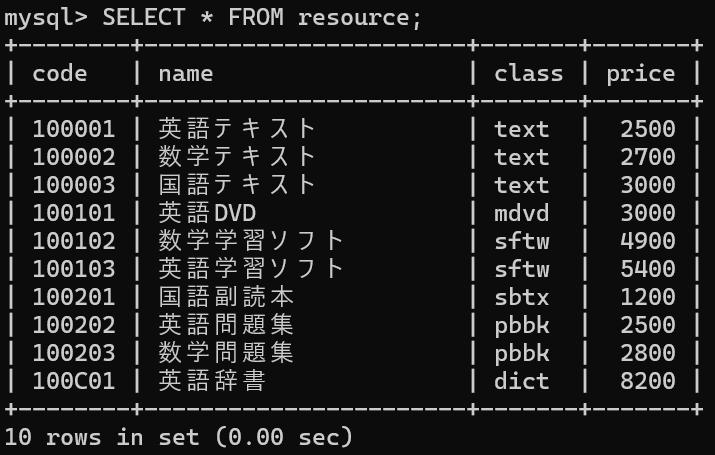 mysql> SELECT * FROM resource;
+--------+------------------------+-------+-------+
| code   | name                   | class | price |
+--------+------------------------+-------+-------+
| 100001 | 英語テキスト           | text  |  2500 |
| 100002 | 数学テキスト           | text  |  2700 |
| 100003 | 国語テキスト           | text  |  3000 |
| 100101 | 英語DVD                | mdvd  |  3000 |
| 100102 | 数学学習ソフト         | sftw  |  4900 |
| 100103 | 英語学習ソフト         | sftw  |  5400 |
| 100201 | 国語副読本             | sbtx  |  1200 |
| 100202 | 英語問題集             | pbbk  |  2500 |
| 100203 | 数学問題集             | pbbk  |  2800 |
| 100C01 | 英語辞書               | dict  |  8200 |
+--------+------------------------+-------+-------+
10 rows in set (0.00 sec)